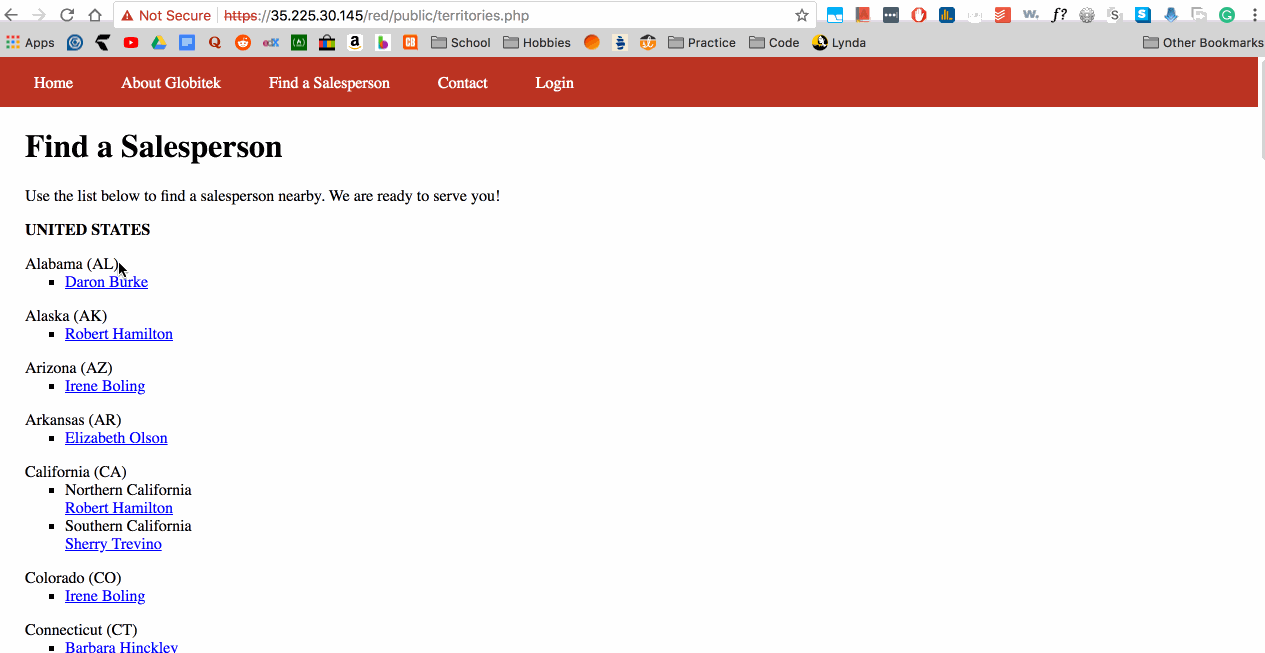 Not Secure https://35.225.30.145/red/public/territories.php
Apps School Hobbies Practice Code Lynda Other Bookmarks
Home About Globitek Find a Salesperson Contact Login
Find a Salesperson
Use the list below to find a salesperson nearby. We are ready to serve you!
UNITED STATES
Alabama (AL)
Daron Burke
Alaska (AK)
Robert Hamilton
Arizona (AZ)
Irene Boling
Arkansas (AR)
Elizabeth Olson
California (CA)
Northern California
Robert Hamilton
Southern California
Sherry Trevino
Colorado (CO)
Irene Boling
Connecticut (CT)
Barbara Hinckley